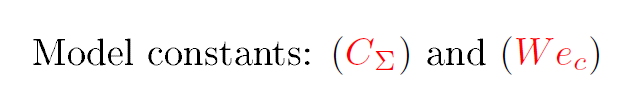 Model constants: (C_Σ) and (We_c)